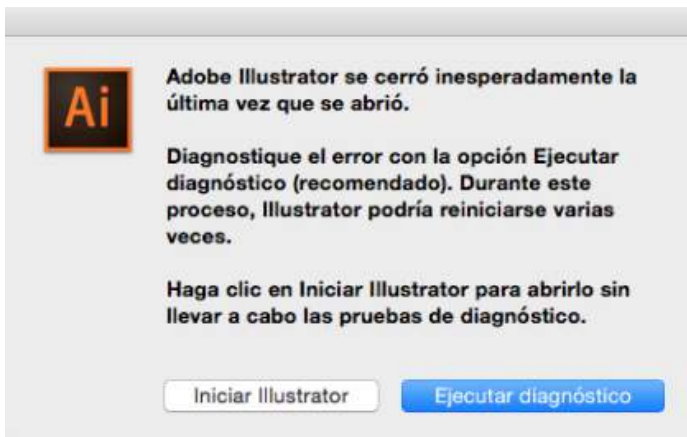 Ai
Adobe Illustrator se cerró inesperadamente la
última vez que se abrió.
Diagnostique el error con la opción Ejecutar
diagnóstico (recomendado). Durante este
proceso, Illustrator podría reiniciarse varias
veces.
Haga clic en Iniciar Illustrator para abrirlo sin
llevar a cabo las pruebas de diagnóstico.
Iniciar Illustrator
Ejecutar diagnóstico